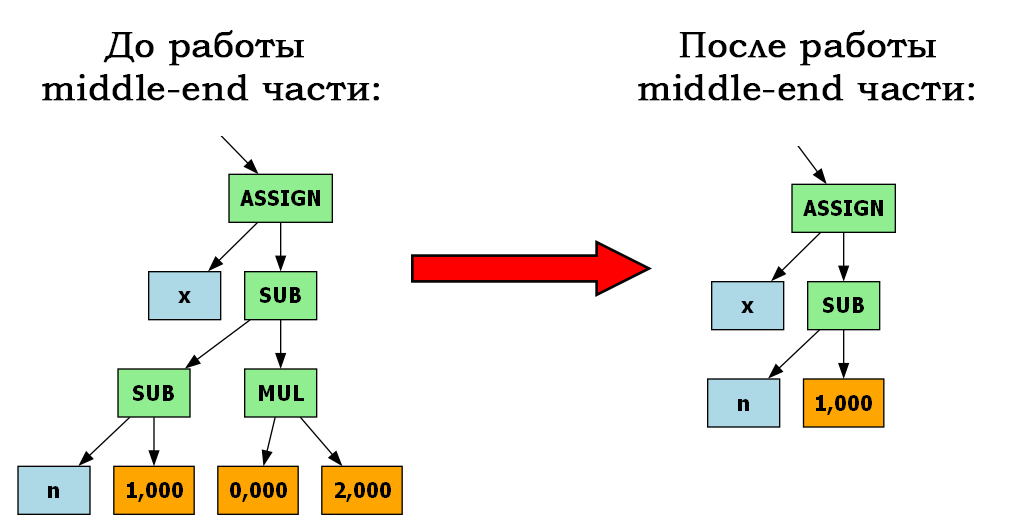 До работы
middle-end части:
После работы
middle-end части:
ASSIGN
x
SUB
SUB
MUL
n
1,000
0,000
2,000
ASSIGN
x
SUB
n
1,000